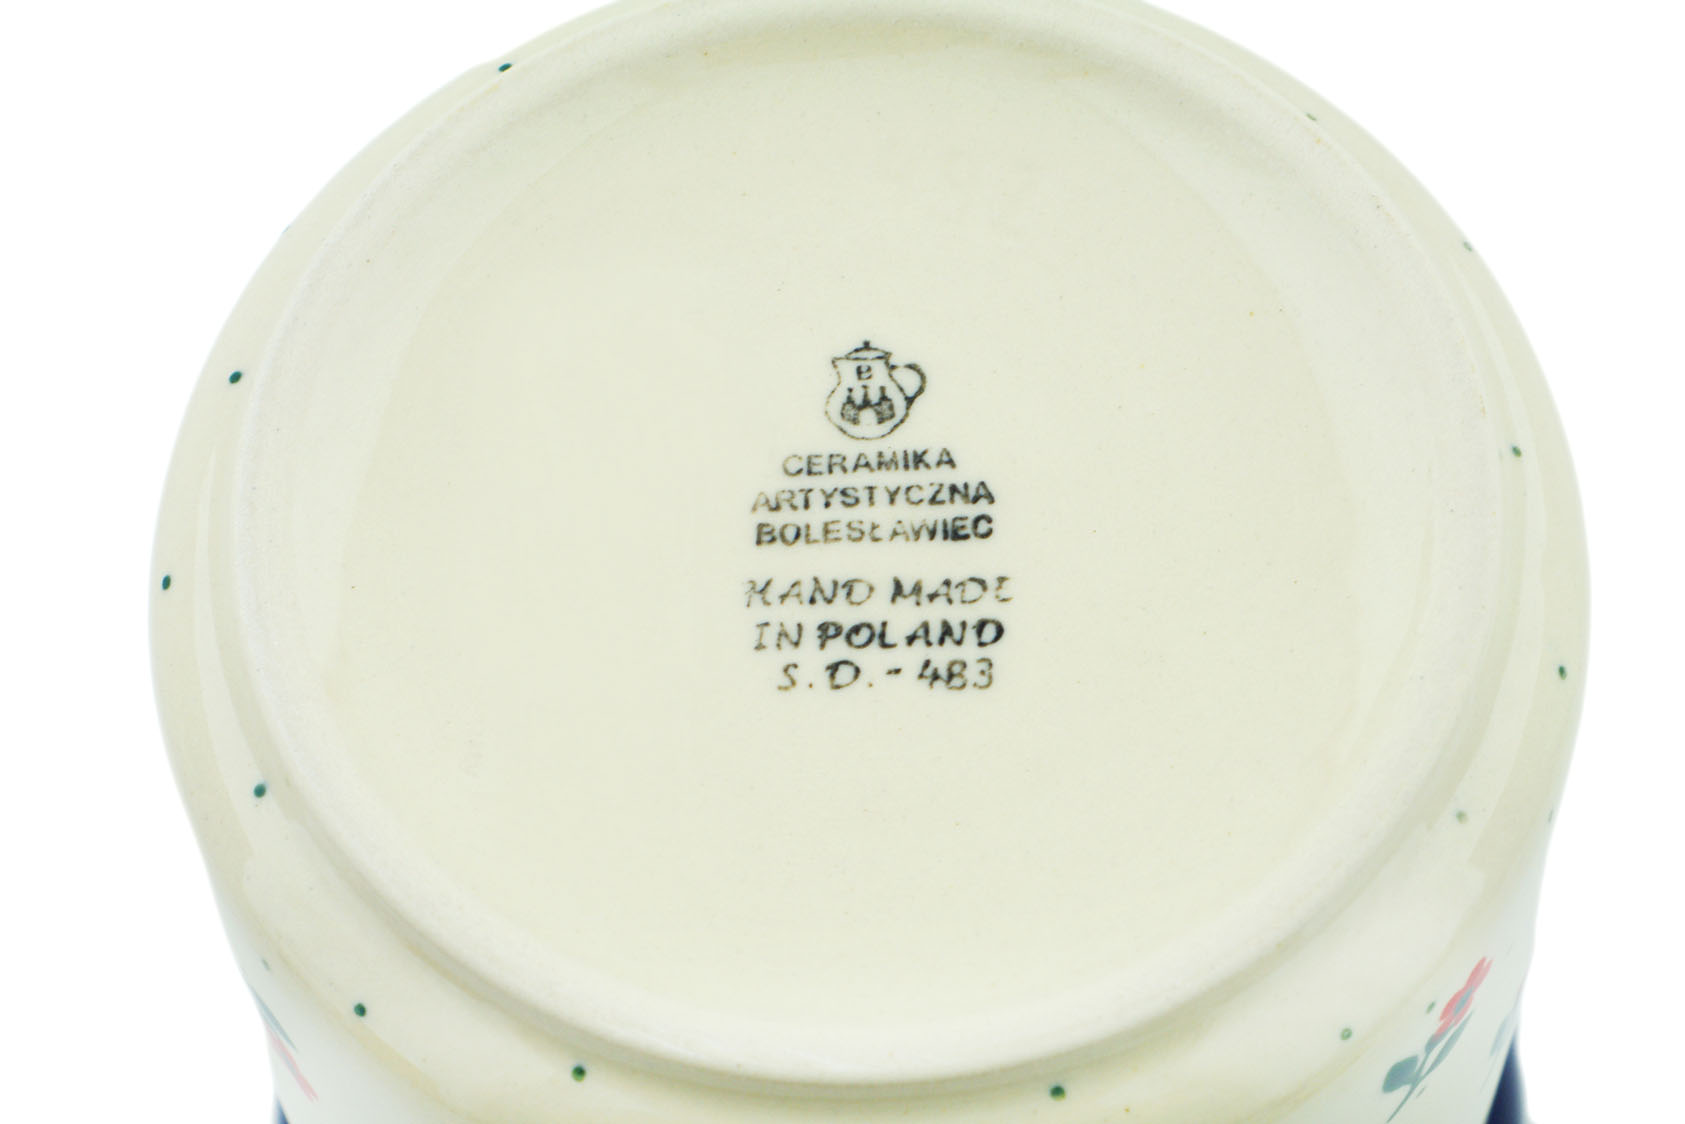 B
CERAMIKA
ARTYSTYCZNA
BOLESŁAWIEC
HAND MADE
IN POLAND
S.D.-483